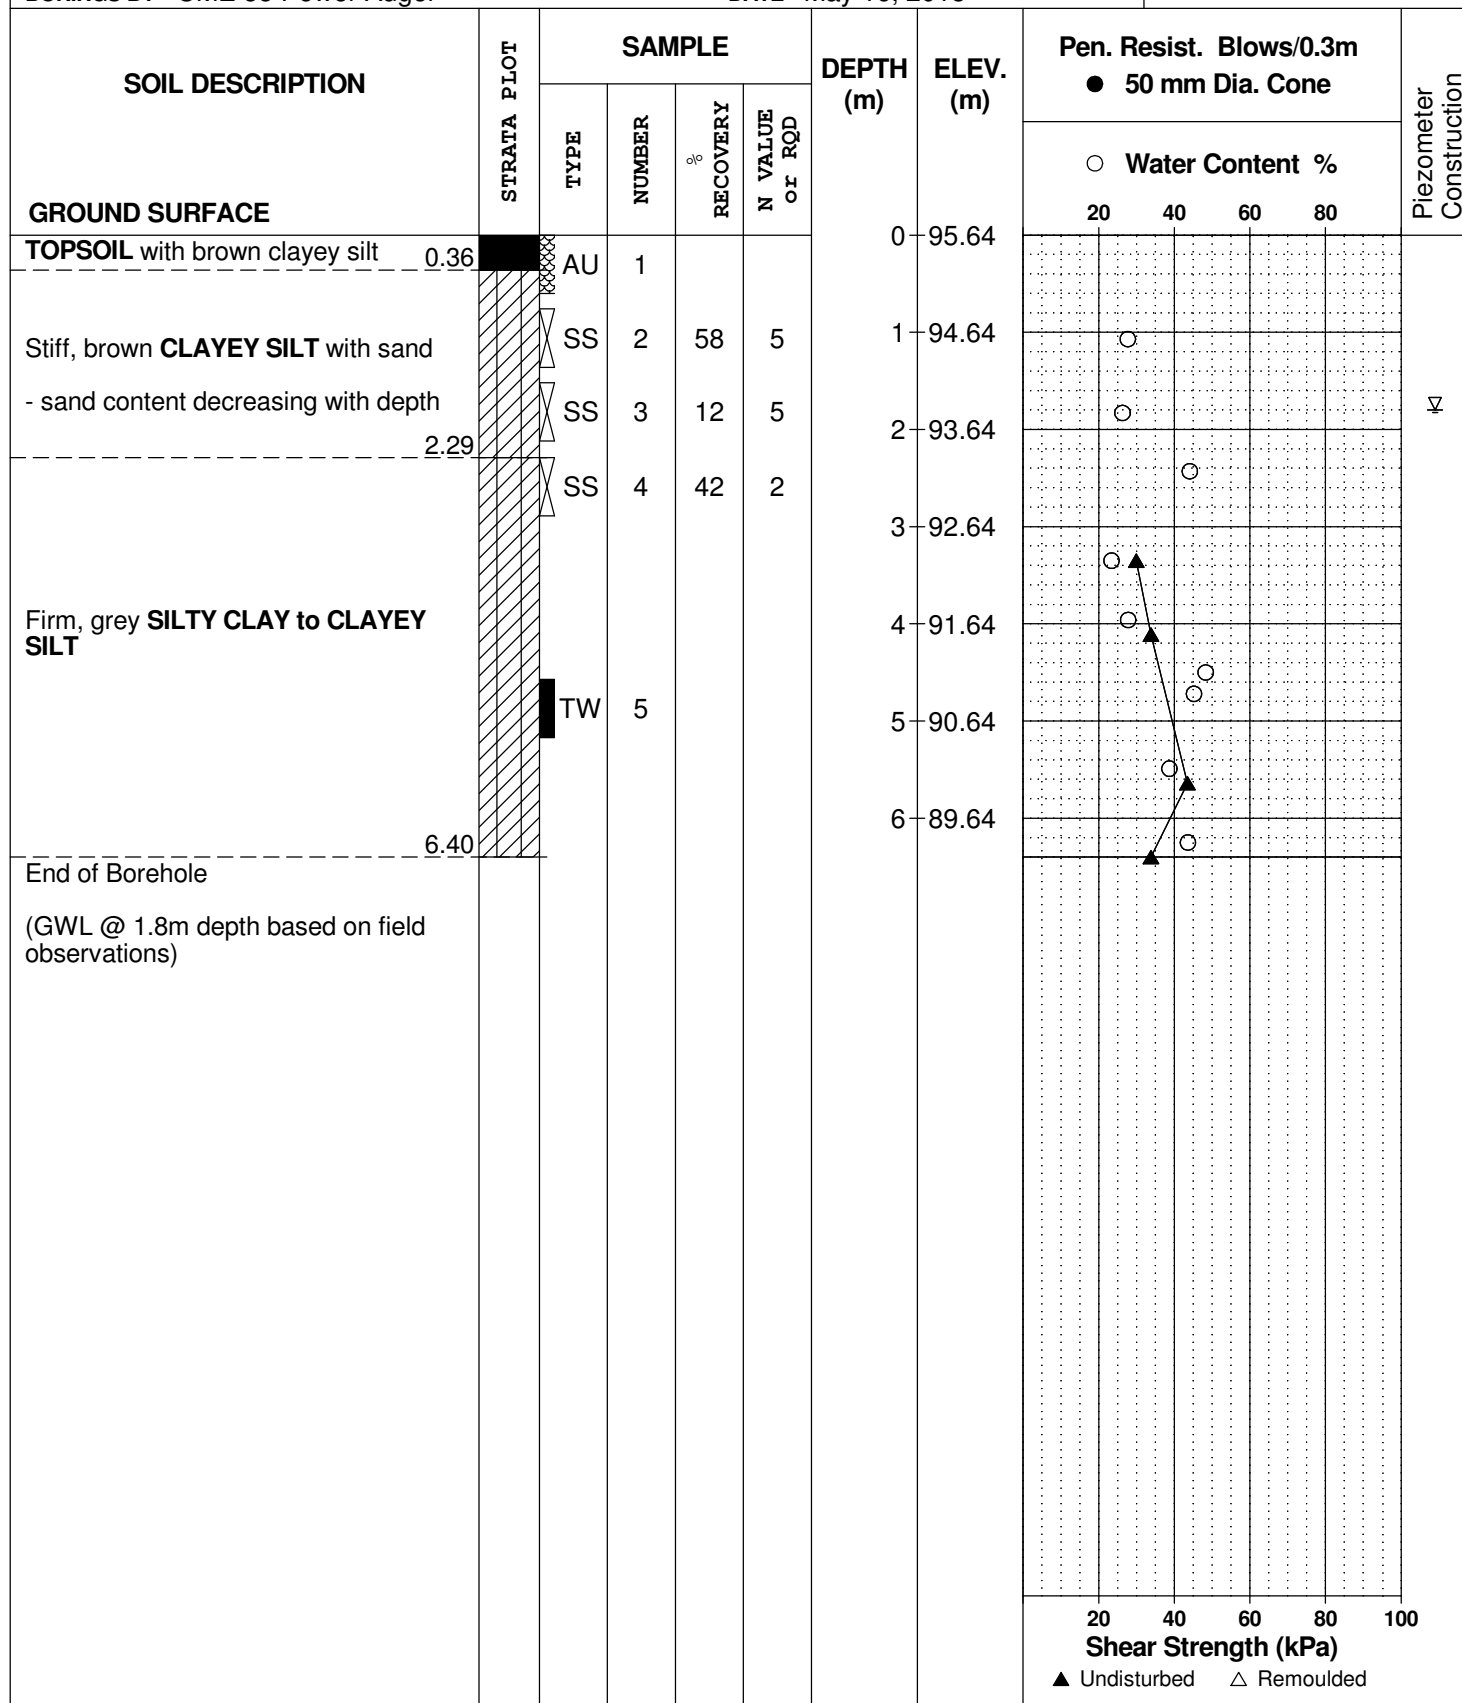 SOIL DESCRIPTION
GROUND SURFACE
STRATA PLOT
SAMPLE
TYPE
NUMBER
% RECOVERY
N VALUE or RQD
DEPTH (m)
ELEV. (m)
Pen. Resist. Blows/0.3m
● 50 mm Dia. Cone
○ Water Content %
20 40 60 80
Piezometer Construction
0 95.64
TOPSOIL with brown clayey silt 0.36
AU 1
Stiff, brown CLAYEY SILT with sand
SS 2 58 5
1 94.64
- sand content decreasing with depth
SS 3 12 5
2 93.64
2.29
SS 4 42 2
3 92.64
Firm, grey SILTY CLAY to CLAYEY
SILT
4 91.64
TW 5
5 90.64
6 89.64
6.40
End of Borehole
(GWL @ 1.8m depth based on field
observations)
20 40 60 80 100
Shear Strength (kPa)
▲ Undisturbed △ Remoulded